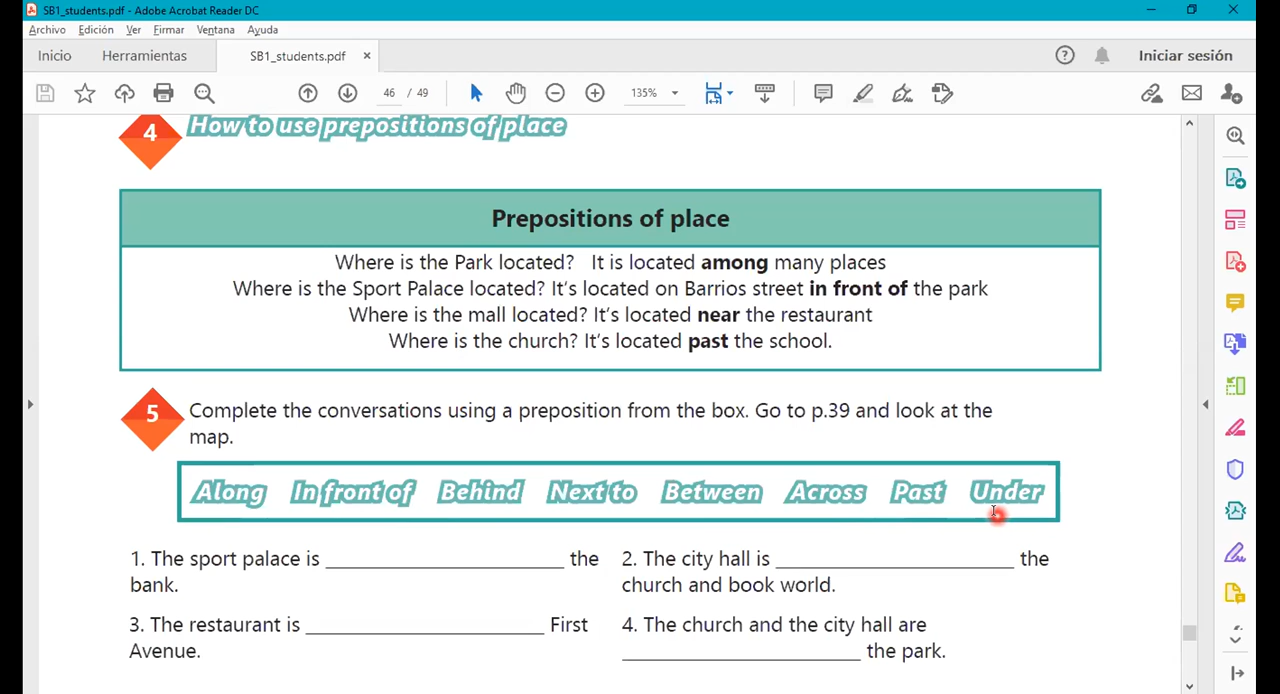 SB1_students.pdf - Adobe Acrobat Reader DC
Archivo Edición Ver Firmar Ventana Ayuda
Inicio Herramientas SB1_students.pdf × Iniciar sesión
46 / 49 135%
4 How to use prepositions of place
Prepositions of place
Where is the Park located? It is located among many places
Where is the Sport Palace located? It's located on Barrios street in front of the park
Where is the mall located? It's located near the restaurant
Where is the church? It's located past the school.
5 Complete the conversations using a preposition from the box. Go to p.39 and look at the
map.
Along In front of Behind Next to Between Across Past Under
1. The sport palace is ______________________ the
bank.
2. The city hall is ______________________ the
church and book world.
3. The restaurant is ______________________ First
Avenue.
4. The church and the city hall are
______________________ the park.